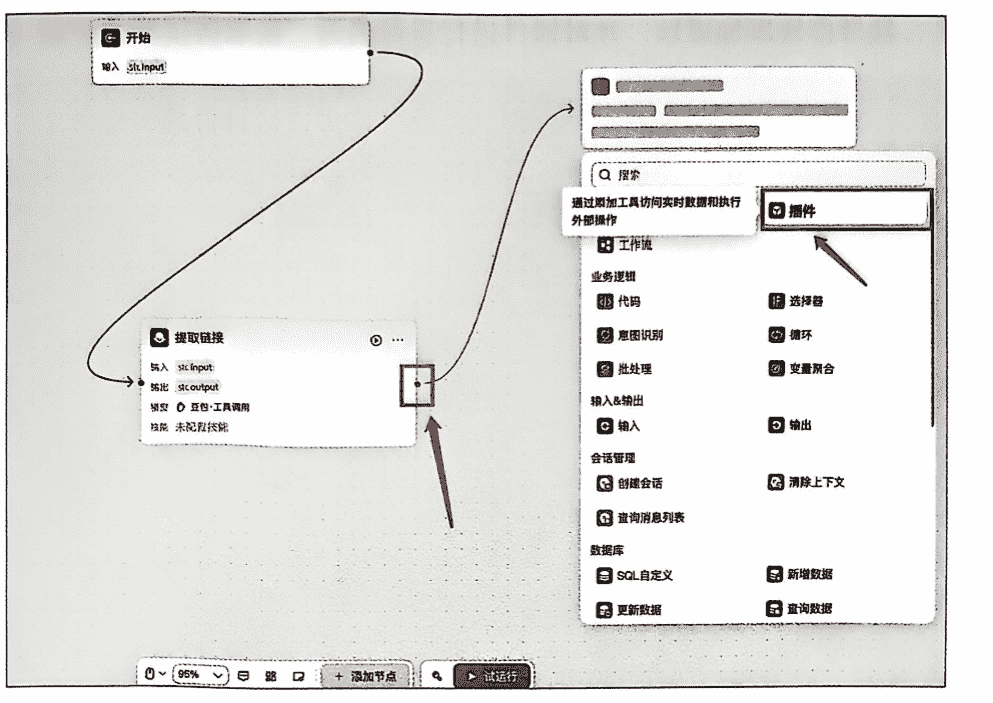 开始
输入 str.input
搜索
通过添加工具访问实时数据和执行
外部操作
插件
工作流
业务逻辑
代码 选择器
意图识别 循环
批处理 变量聚合
输入&输出
输入 输出
会话管理
创建会话 清除上下文
查询消息列表
数据库
SQL自定义 新增数据
更新数据 查询数据
提取链接
输入 str.input
输出 str.output
模型 豆包·工具调用
技能 未配置技能
95% + 添加节点 试运行